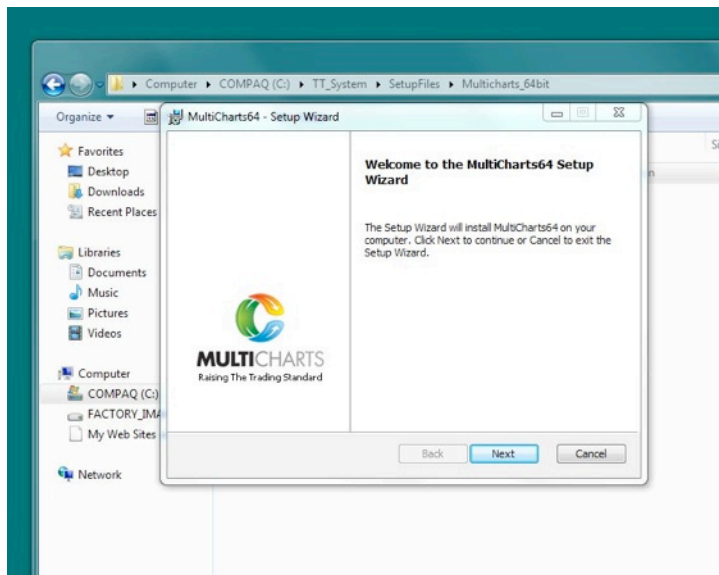 Computer ▸ COMPAQ (C:) ▸ TT_System ▸ SetupFiles ▸ Multicharts_64bit
Organize
MultiCharts64 - Setup Wizard
Favorites
Desktop
Downloads
Recent Places
Libraries
Documents
Music
Pictures
Videos
Computer
COMPAQ (C:)
FACTORY_IMA
My Web Sites
Network
Welcome to the MultiCharts64 Setup
Wizard
The Setup Wizard will install MultiCharts64 on your
computer. Click Next to continue or Cancel to exit the
Setup Wizard.
MULTICHARTS
Raising The Trading Standard
Back Next Cancel